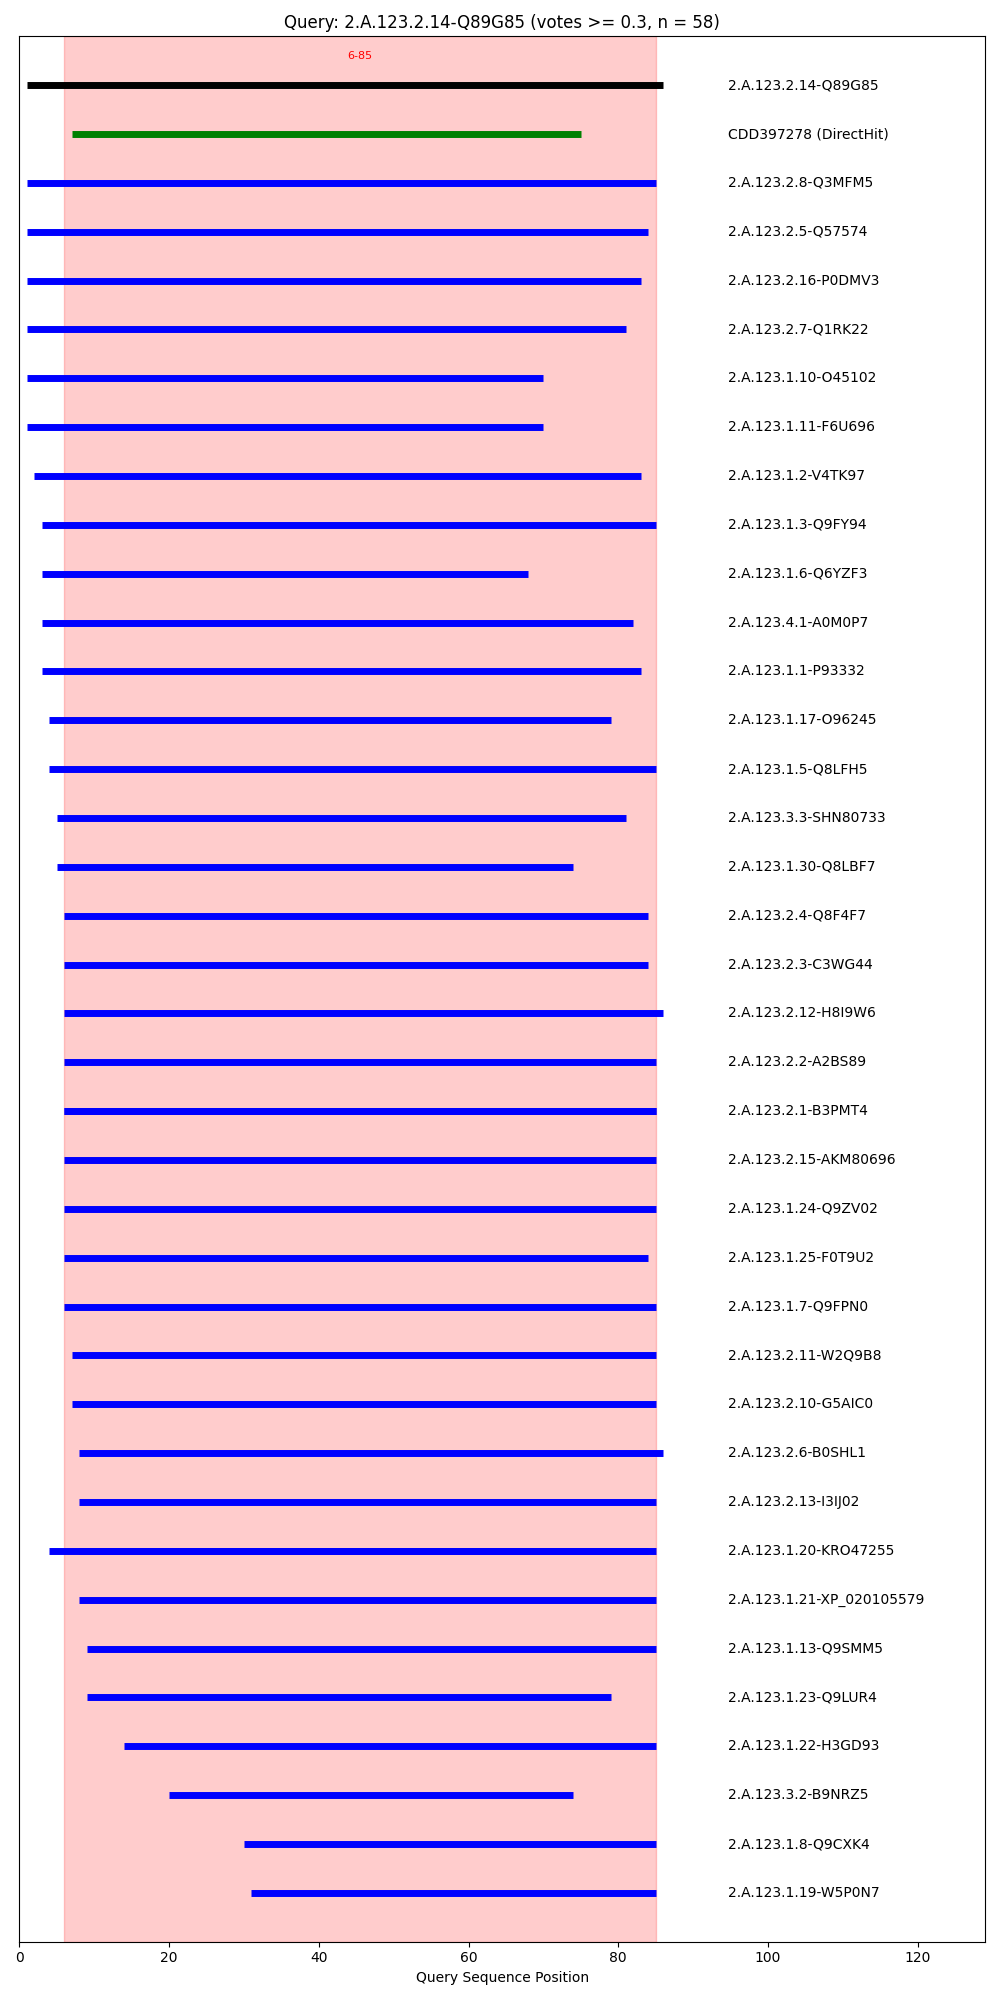 Query: 2.A.123.2.14-Q89G85 (votes >= 0.3, n = 58)
6-85
2.A.123.2.14-Q89G85
CDD397278 (DirectHit)
2.A.123.2.8-Q3MFM5
2.A.123.2.5-Q57574
2.A.123.2.16-P0DMV3
2.A.123.2.7-Q1RK22
2.A.123.1.10-O45102
2.A.123.1.11-F6U696
2.A.123.1.2-V4TK97
2.A.123.1.3-Q9FY94
2.A.123.1.6-Q6YZF3
2.A.123.4.1-A0M0P7
2.A.123.1.1-P93332
2.A.123.1.17-O96245
2.A.123.1.5-Q8LFH5
2.A.123.3.3-SHN80733
2.A.123.1.30-Q8LBF7
2.A.123.2.4-Q8F4F7
2.A.123.2.3-C3WG44
2.A.123.2.12-H8I9W6
2.A.123.2.2-A2BS89
2.A.123.2.1-B3PMT4
2.A.123.2.15-AKM80696
2.A.123.1.24-Q9ZV02
2.A.123.1.25-F0T9U2
2.A.123.1.7-Q9FPN0
2.A.123.2.11-W2Q9B8
2.A.123.2.10-G5AIC0
2.A.123.2.6-B0SHL1
2.A.123.2.13-I3IJ02
2.A.123.1.20-KRO47255
2.A.123.1.21-XP_020105579
2.A.123.1.13-Q9SMM5
2.A.123.1.23-Q9LUR4
2.A.123.1.22-H3GD93
2.A.123.3.2-B9NRZ5
2.A.123.1.8-Q9CXK4
2.A.123.1.19-W5P0N7
0 20 40 60 80 100 120
Query Sequence Position